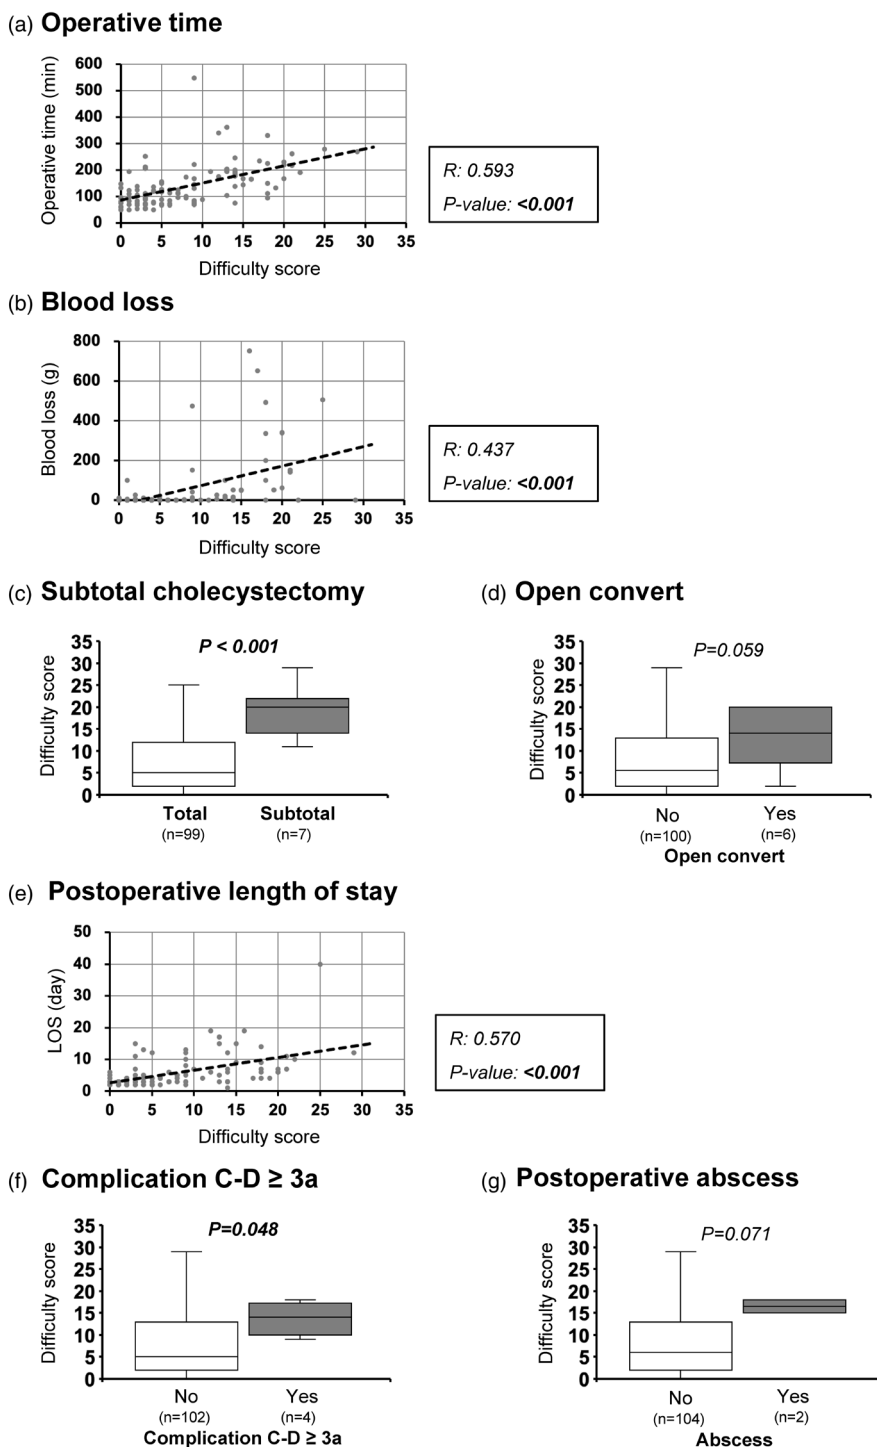 (a) Operative time
Operative time (min)
600
500
400
300
200
100
0
0 5 10 15 20 25 30 35
Difficulty score
R: 0.593
P-value: <0.001
(b) Blood loss
Blood loss (g)
800
600
400
200
0
0 5 10 15 20 25 30 35
Difficulty score
R: 0.437
P-value: <0.001
(c) Subtotal cholecystectomy
Difficulty score
35
30
25
20
15
10
5
0
P < 0.001
Total Subtotal
(n=99) (n=7)
(d) Open convert
Difficulty score
35
30
25
20
15
10
5
0
P=0.059
No Yes
(n=100) (n=6)
Open convert
(e) Postoperative length of stay
LOS (day)
50
40
30
20
10
0
0 5 10 15 20 25 30 35
Difficulty score
R: 0.570
P-value: <0.001
(f) Complication C-D ≥ 3a
Difficulty score
35
30
25
20
15
10
5
0
P=0.048
No Yes
(n=102) (n=4)
Complication C-D ≥ 3a
(g) Postoperative abscess
Difficulty score
35
30
25
20
15
10
5
0
P=0.071
No Yes
(n=104) (n=2)
Abscess